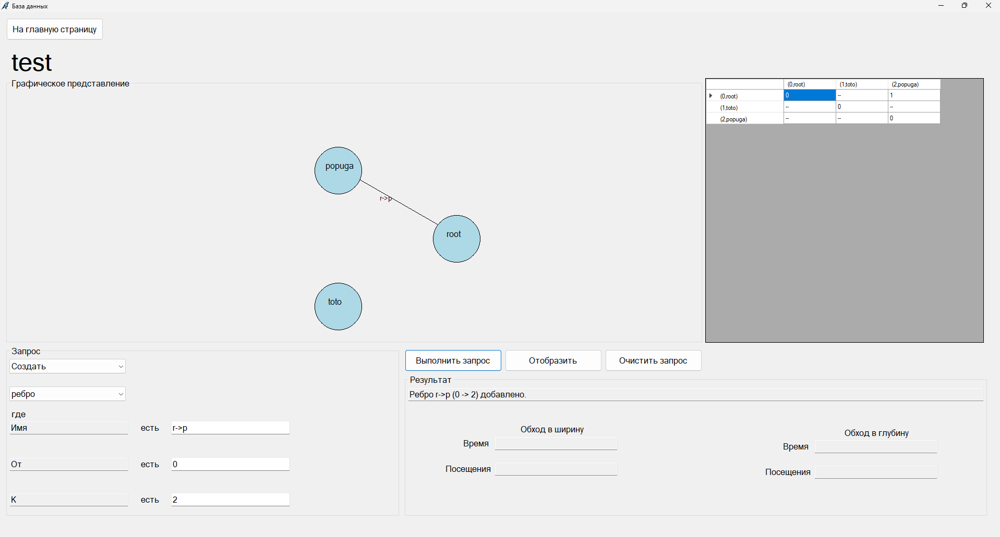 База данных
На главную страницу
test
Графическое представление
(0,root) (1,toto) (2,popuga)
(0,root) 0 -- 1
(1,toto) -- 0 --
(2,popuga) -- -- 0
popuga
r->p
root
toto
Запрос
Создать
ребро
где
Имя есть r->p
От есть 0
К есть 2
Выполнить запрос Отобразить Очистить запрос
Результат
Ребро r->p (0 -> 2) добавлено.
Обход в ширину
Время
Посещения
Обход в глубину
Время
Посещения